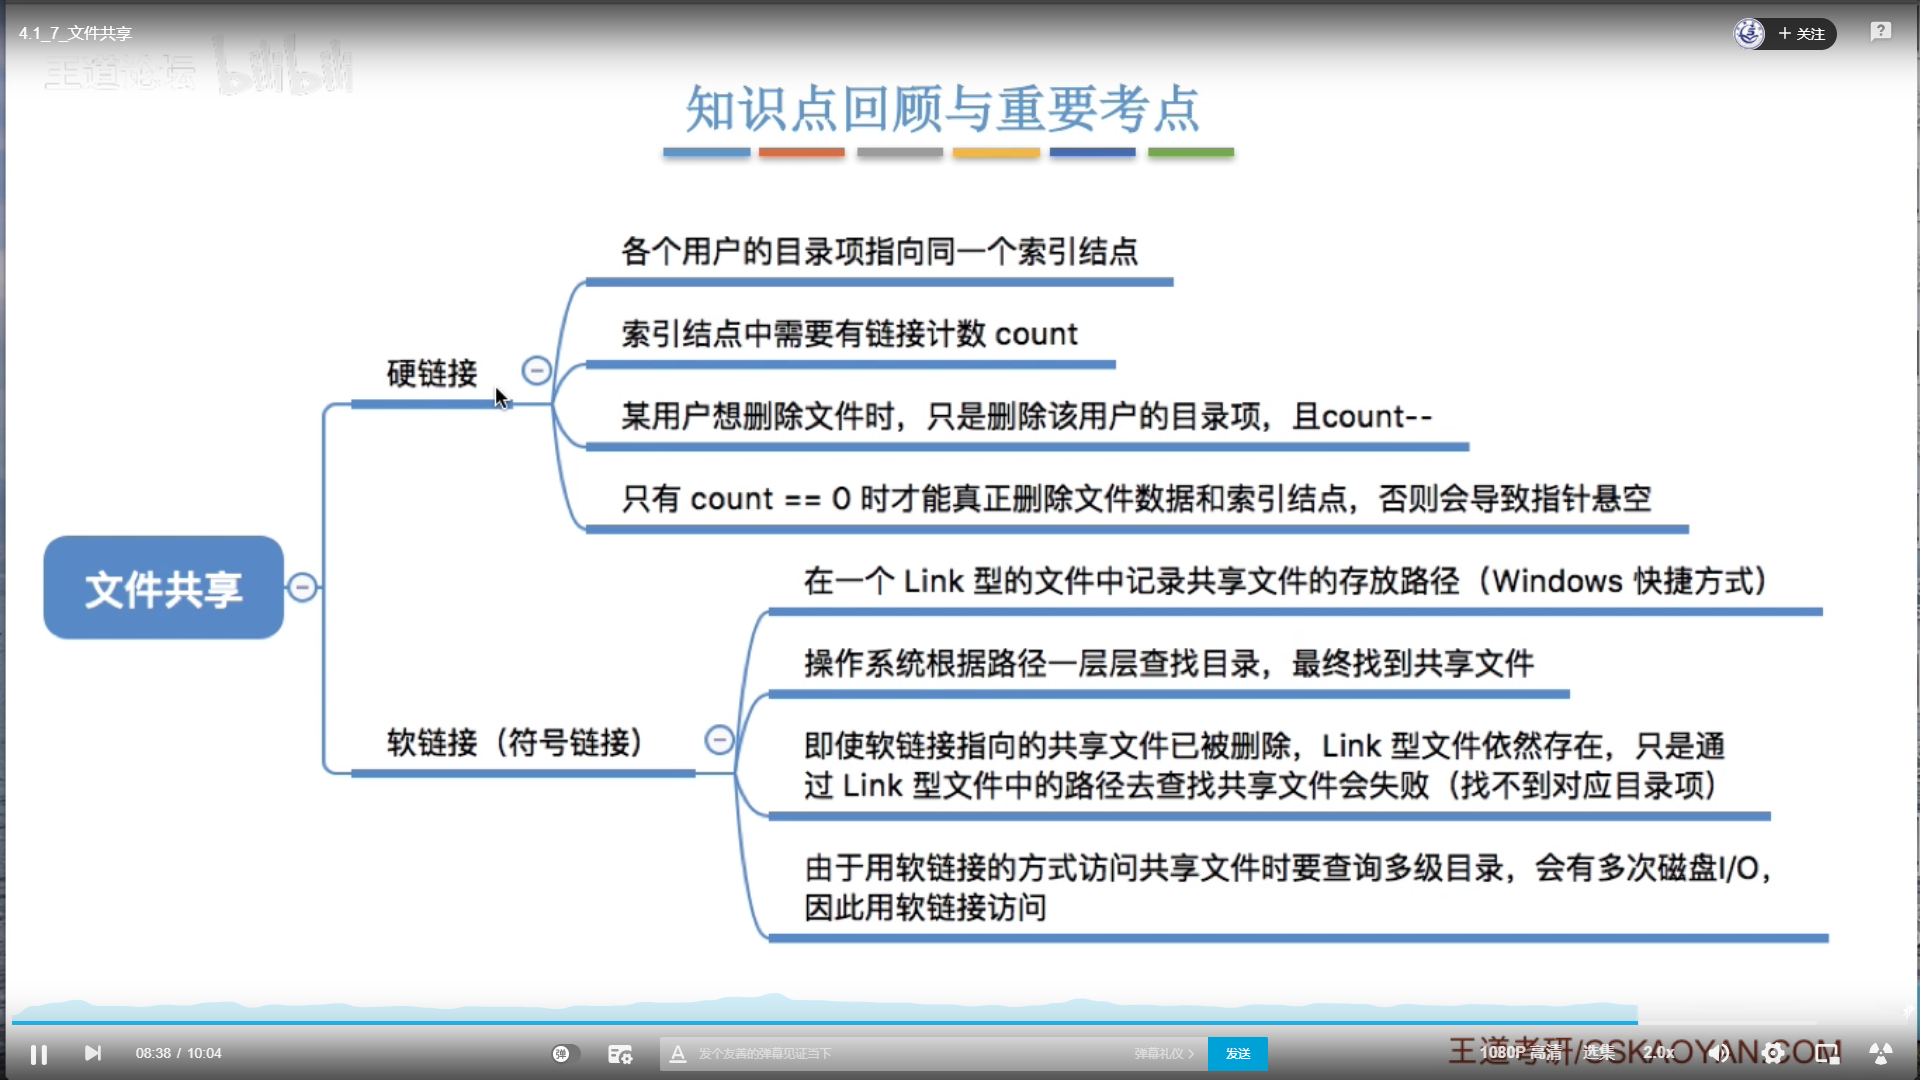 4.1_7_文件共享
+ 关注
王道论坛 bilibili
知识点回顾与重要考点
各个用户的目录项指向同一个索引结点
索引结点中需要有链接计数 count
硬链接
某用户想删除文件时，只是删除该用户的目录项，且count--
只有 count == 0 时才能真正删除文件数据和索引结点，否则会导致指针悬空
文件共享
在一个 Link 型的文件中记录共享文件的存放路径（Windows 快捷方式）
操作系统根据路径一层层查找目录，最终找到共享文件
软链接（符号链接）
即使软链接指向的共享文件已被删除，Link 型文件依然存在，只是通
过 Link 型文件中的路径去查找共享文件会失败（找不到对应目录项）
由于用软链接的方式访问共享文件时要查询多级目录，会有多次磁盘I/O，
因此用软链接访问
08:38 / 10:04
弹
A 发个友善的弹幕见证当下
弹幕礼仪 >
发送
王道考研/CSKAOYAN.COM
1080P 高清 选集 2.0x